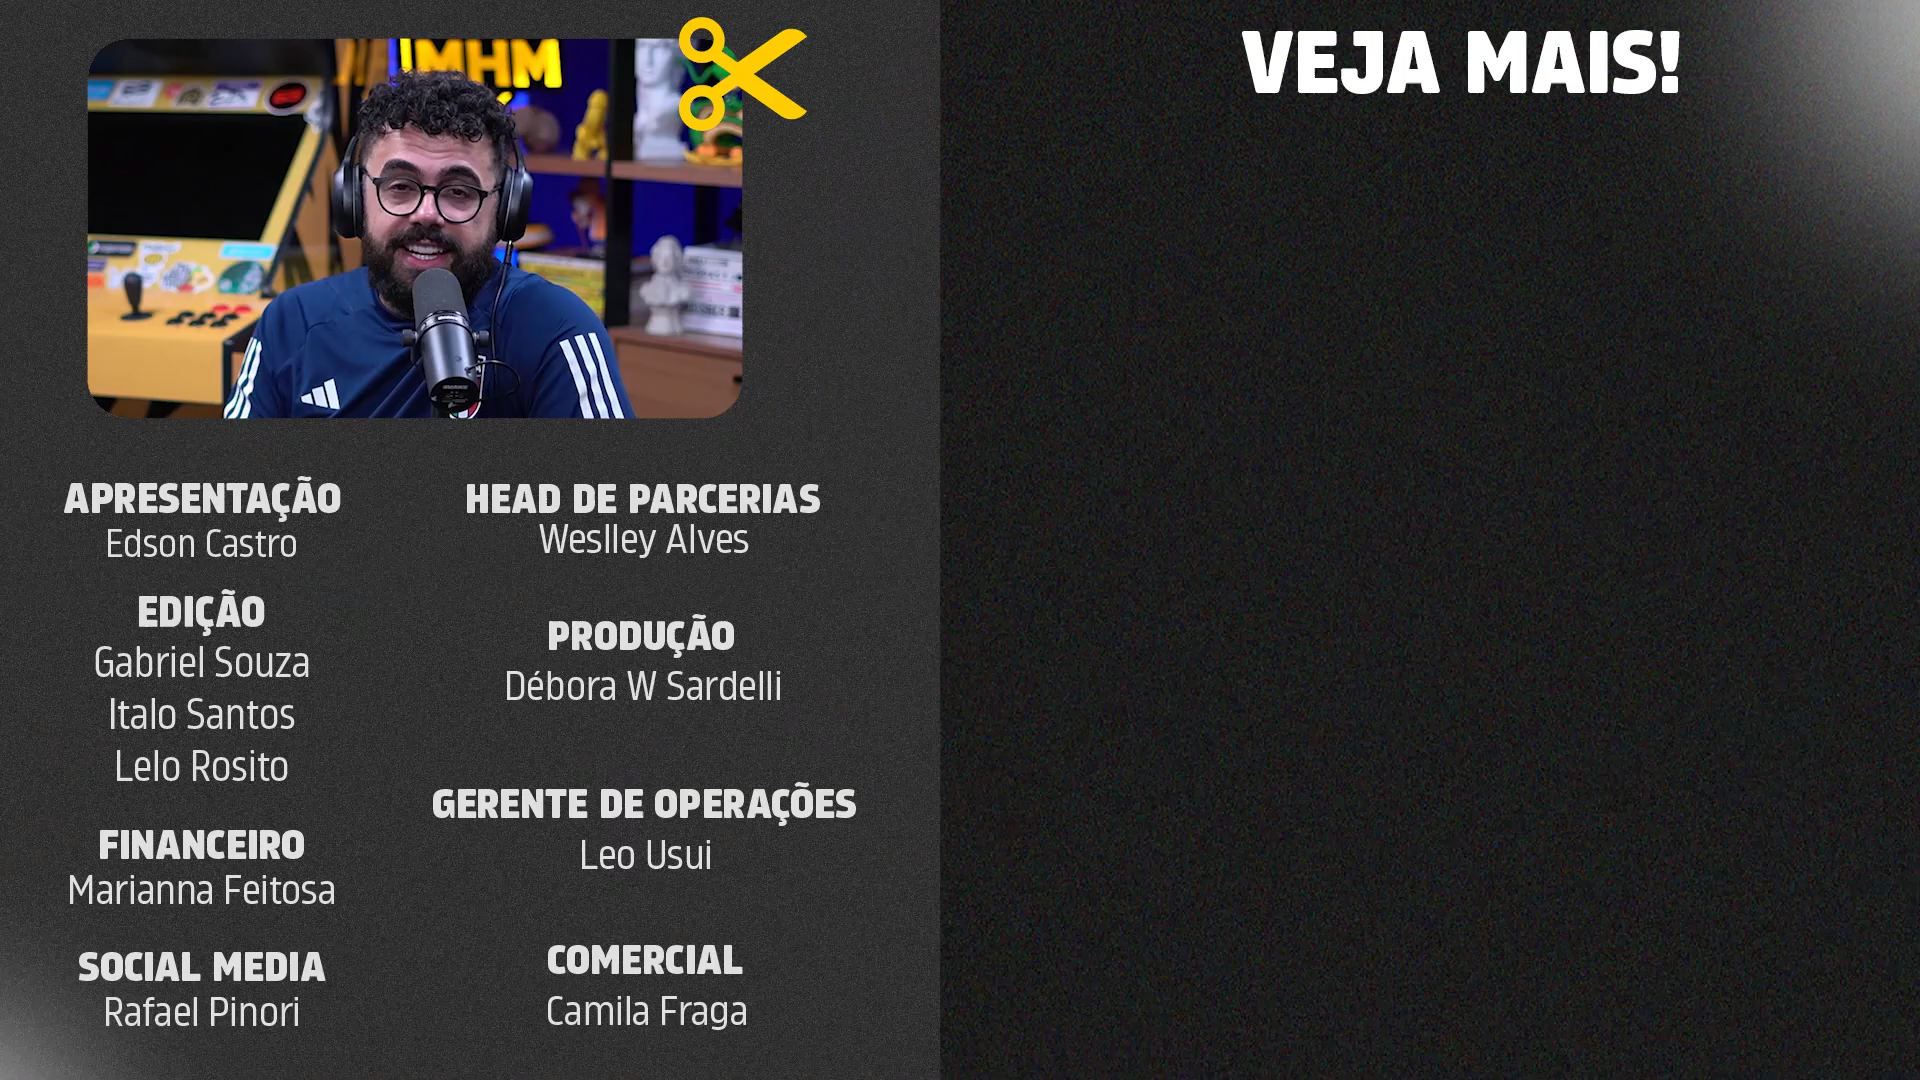 MHM
VEJA MAIS!
APRESENTAÇÃO
Edson Castro
EDIÇÃO
Gabriel Souza
Italo Santos
Lelo Rosito
FINANCEIRO
Marianna Feitosa
SOCIAL MEDIA
Rafael Pinori
HEAD DE PARCERIAS
Weslley Alves
PRODUÇÃO
Débora W Sardelli
GERENTE DE OPERAÇÕES
Leo Usui
COMERCIAL
Camila Fraga